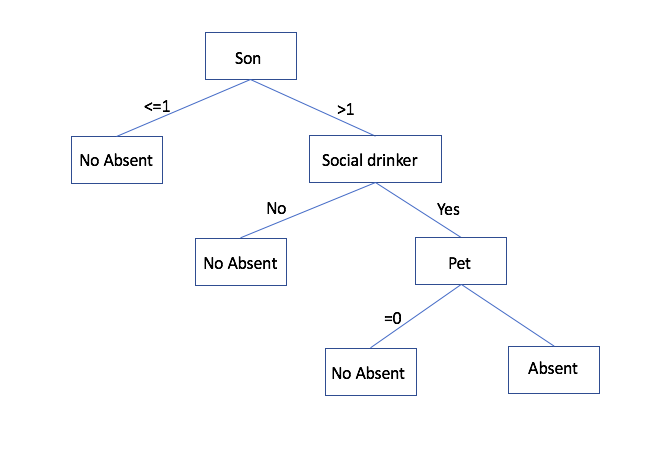 Son
<=1
>1
No Absent
Social drinker
No
Yes
No Absent
Pet
=0
No Absent
Absent